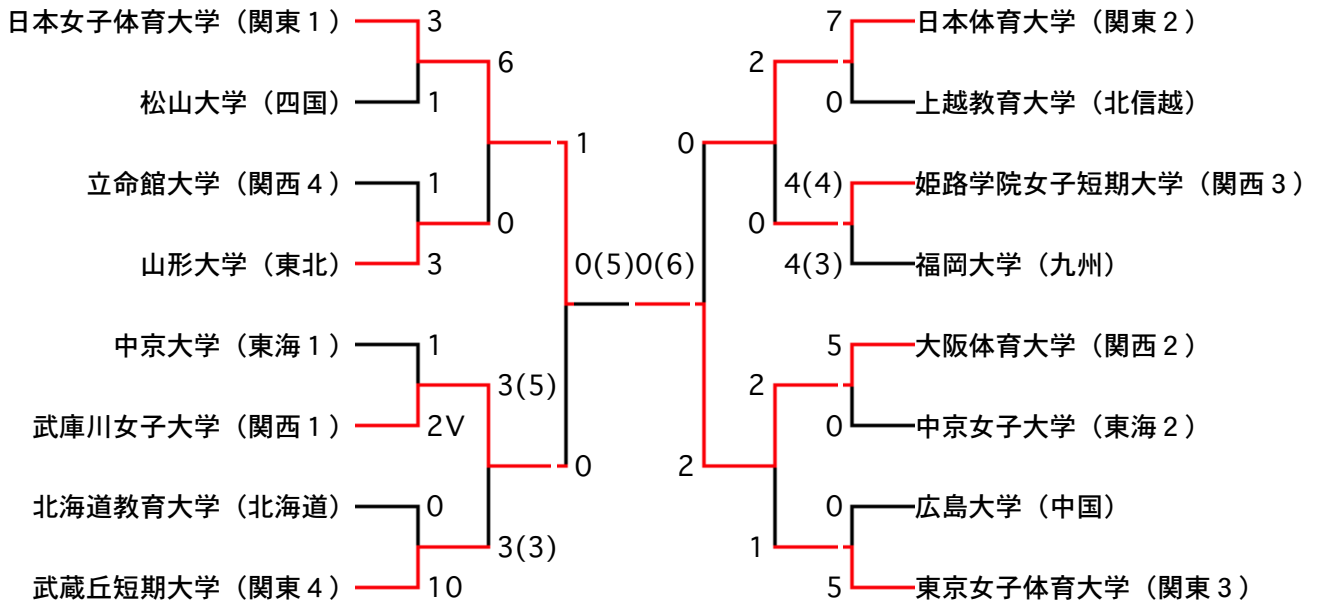 日本女子体育大学（関東１） 3 7 日本体育大学（関東２）
6 2
松山大学（四国） 1 0 上越教育大学（北信越）
1 0
立命館大学（関西４） 1 4(4) 姫路学院女子短期大学（関西３）
0 0
山形大学（東北） 3 0(5) 0(6) 4(3) 福岡大学（九州）
中京大学（東海１） 1 5 大阪体育大学（関西２）
3(5) 2
武庫川女子大学（関西１） 2V 0 中京女子大学（東海２）
0 2
北海道教育大学（北海道） 0 0 広島大学（中国）
3(3) 1
武蔵丘短期大学（関東４） 10 5 東京女子体育大学（関東３）